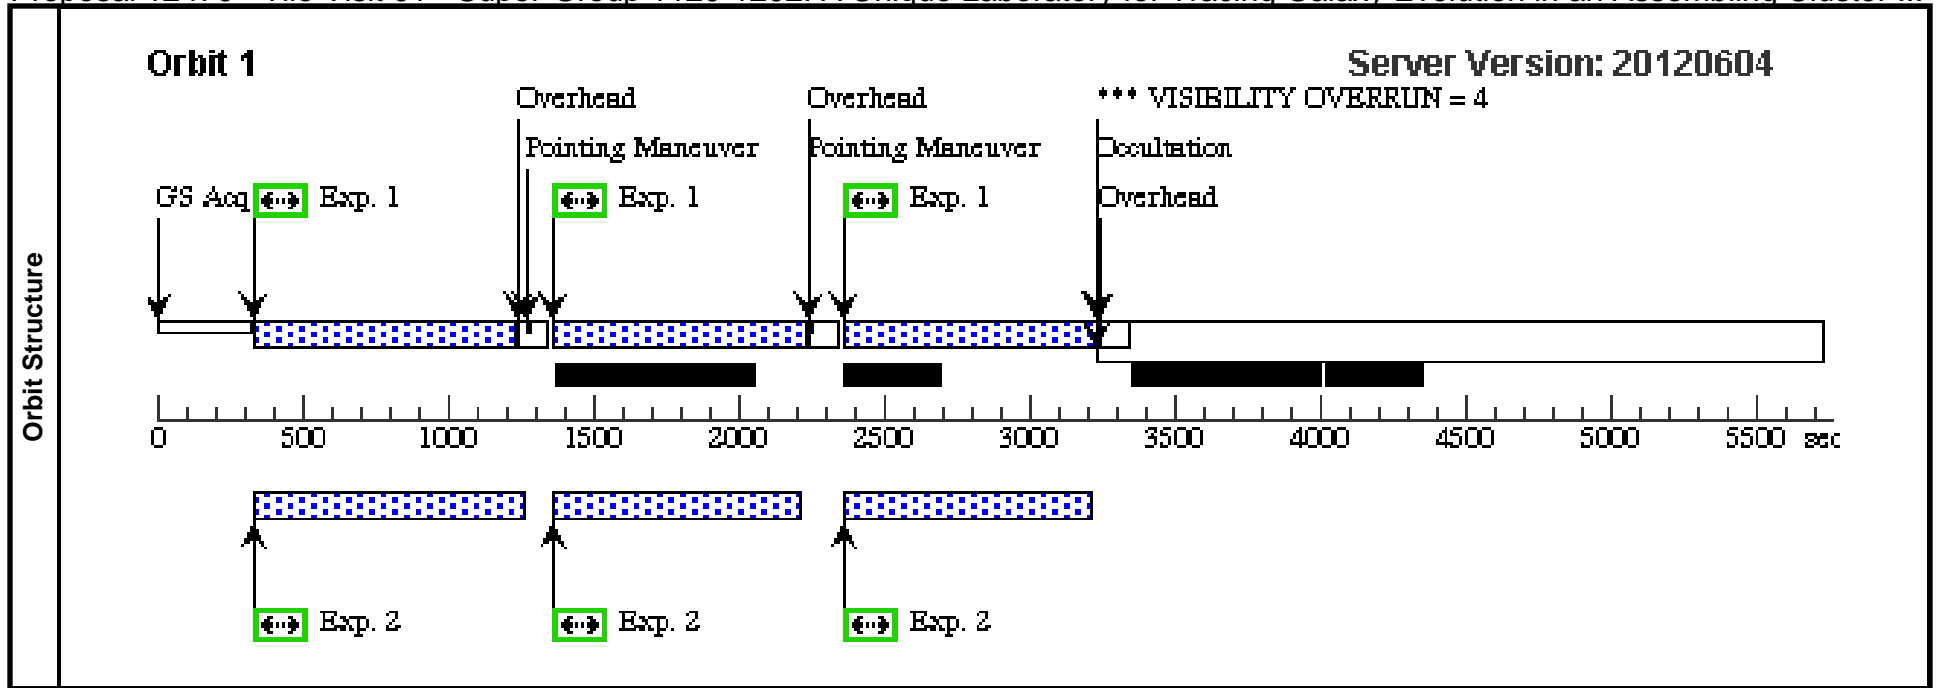 Orbit 1
Server Version: 20120604
Overhead
Overhead
*** VISIBILITY OVERRUN = 4
Pointing Maneuver
Pointing Maneuver
Occultation
GS Acq
Exp. 1
Exp. 1
Exp. 1
Overhead
Orbit Structure
0 500 1000 1500 2000 2500 3000 3500 4000 4500 5000 5500 sec
Exp. 2
Exp. 2
Exp. 2